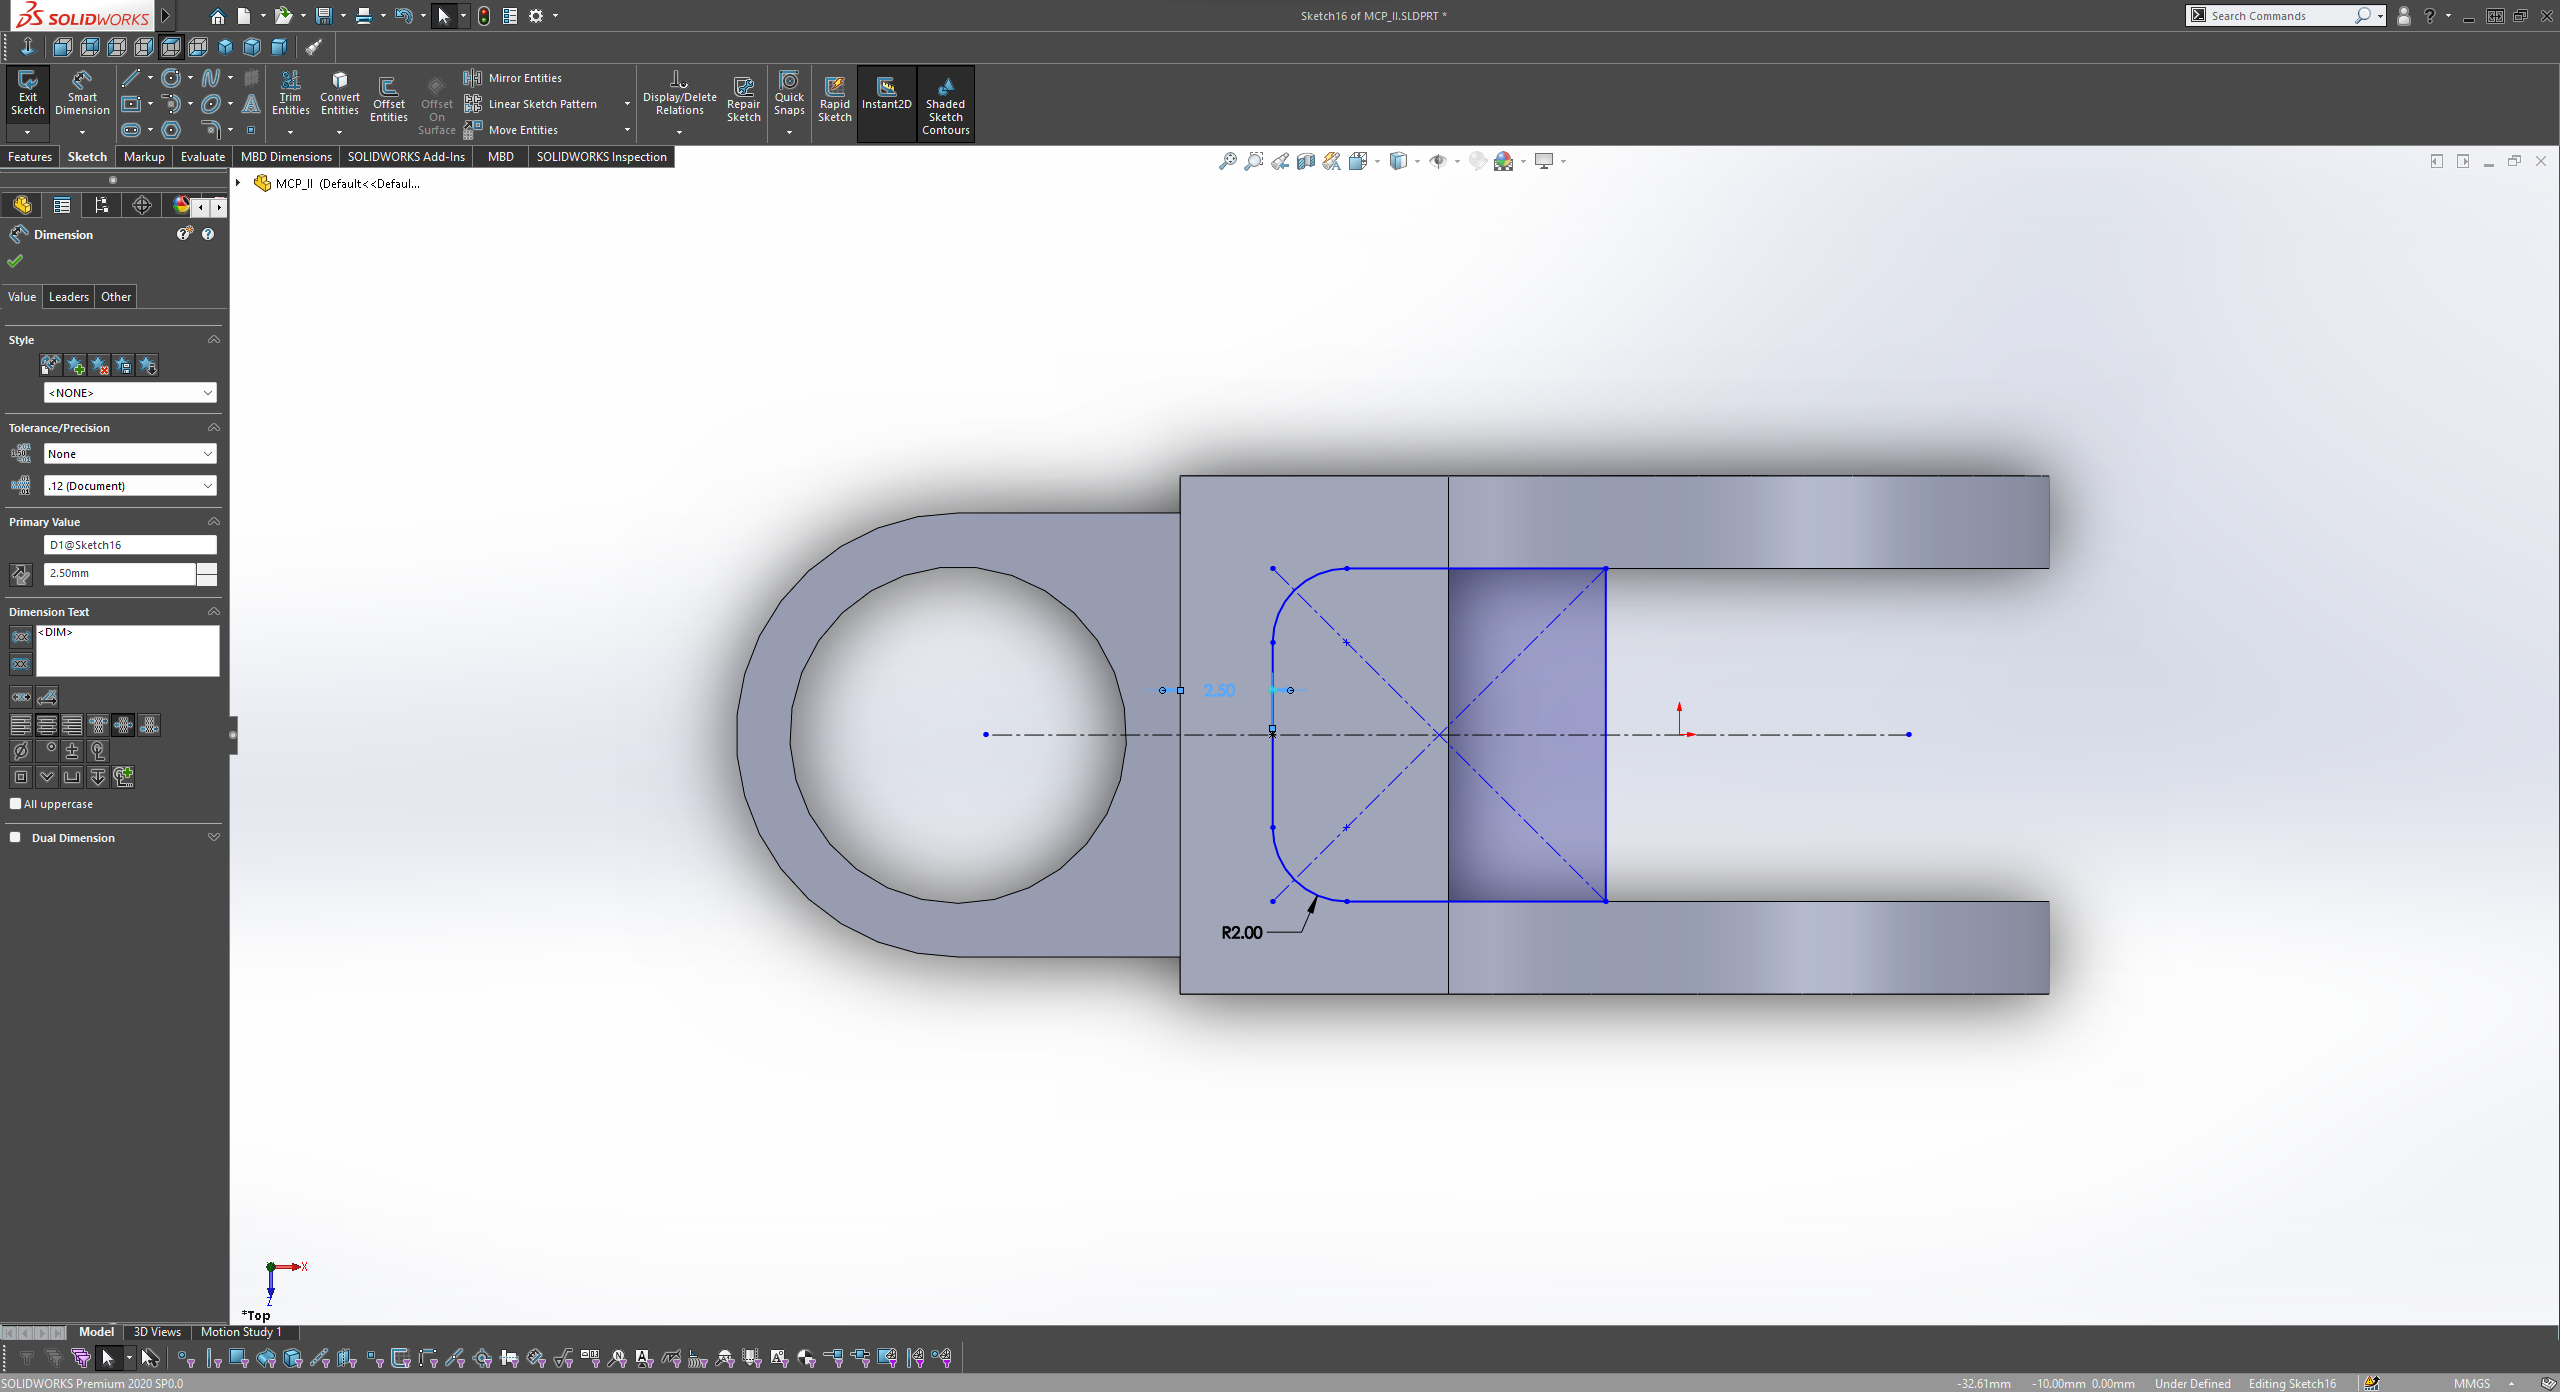 SOLIDWORKS
Sketch16 of MCP_II.SLDPRT *
Search Commands
Exit Sketch
Smart Dimension
Trim Entities
Convert Entities
Offset Entities
Offset On Surface
Mirror Entities
Linear Sketch Pattern
Move Entities
Display/Delete Relations
Repair Sketch
Quick Snaps
Rapid Sketch
Instant2D
Shaded Sketch Contours
Features
Sketch
Markup
Evaluate
MBD Dimensions
SOLIDWORKS Add-Ins
MBD
SOLIDWORKS Inspection
MCP_II (Default<<Defaul...
Dimension
Value
Leaders
Other
Style
<NONE>
Tolerance/Precision
None
.12 (Document)
Primary Value
D1@Sketch16
2.50mm
Dimension Text
<DIM>
All uppercase
Dual Dimension
2.50
R2.00
X
Z
*Top
Model
3D Views
Motion Study 1
SOLIDWORKS Premium 2020 SP0.0
-32.61mm
-10.00mm 0.00mm
Under Defined
Editing Sketch16
MMGS